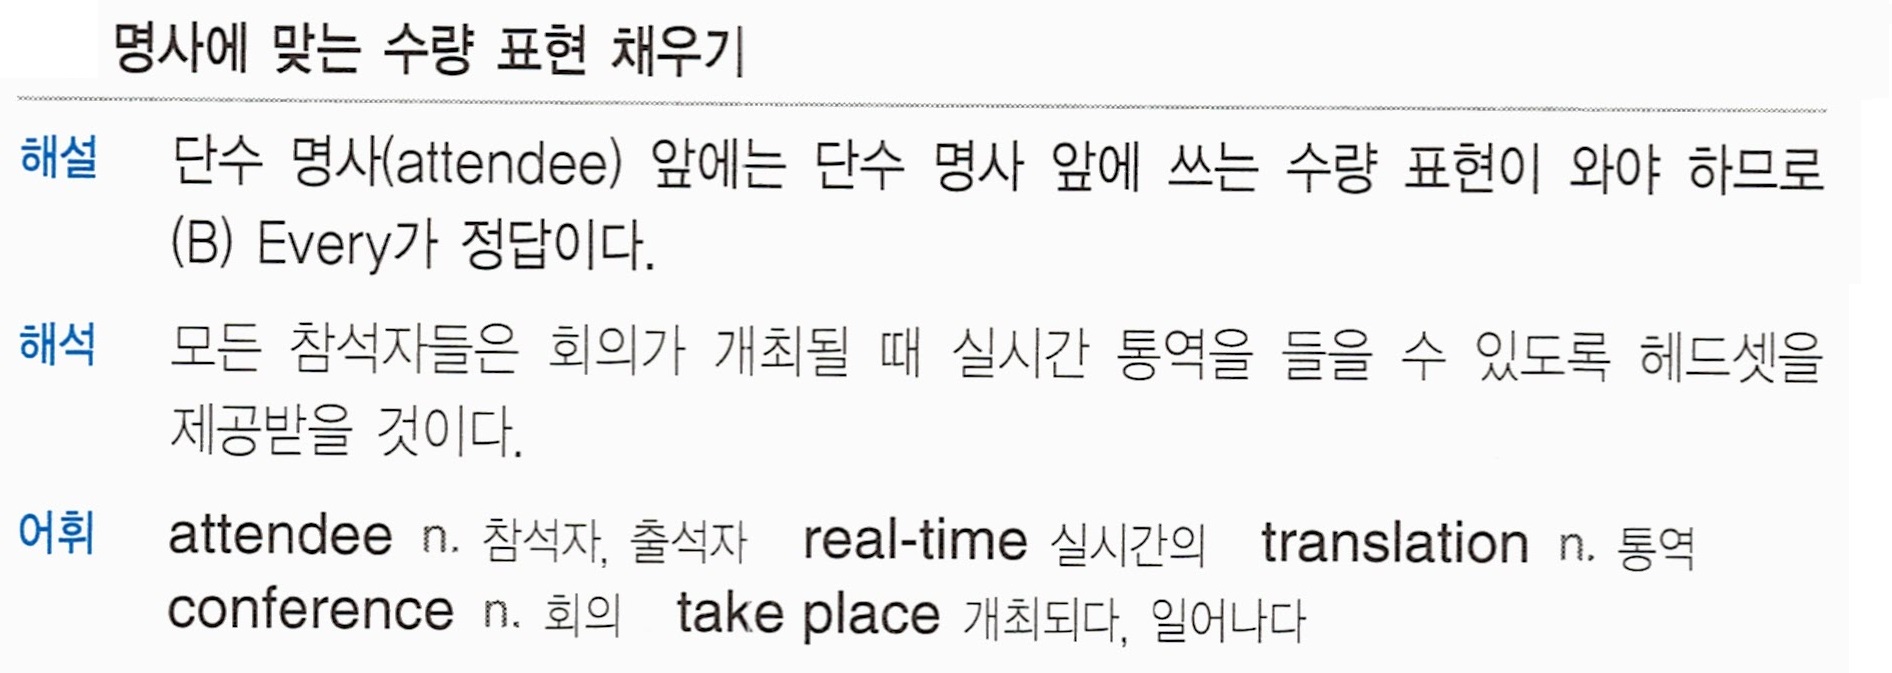 명사에 맞는 수량 표현 채우기
해설 단수 명사(attendee) 앞에는 단수 명사 앞에 쓰는 수량 표현이 와야 하므로
(B) Every가 정답이다.
해석 모든 참석자들은 회의가 개최될 때 실시간 통역을 들을 수 있도록 헤드셋을
제공받을 것이다.
어휘 attendee n. 참석자, 출석자 real-time 실시간의 translation n. 통역
conference n. 회의 take place 개최되다, 일어나다